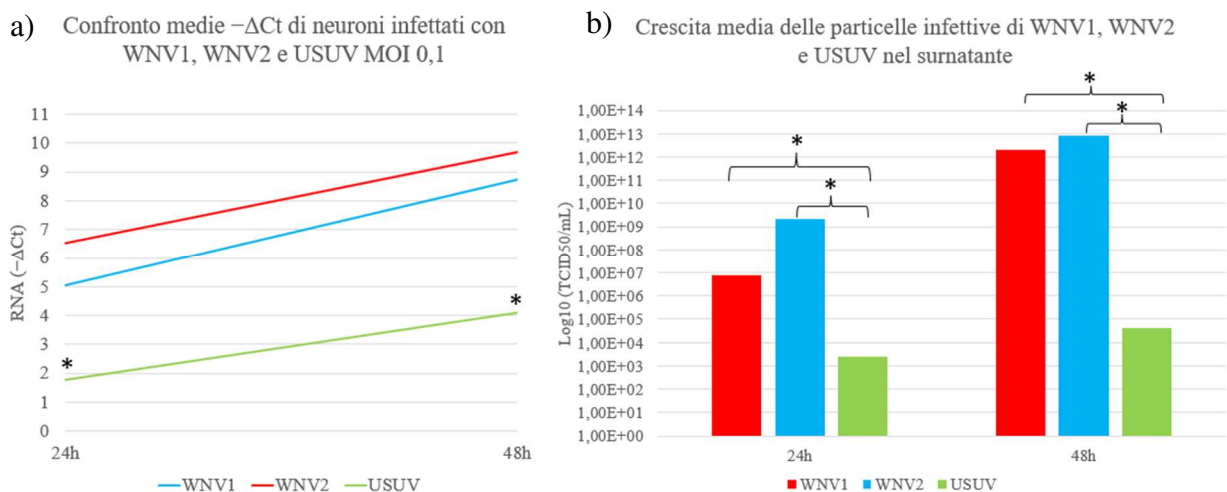 a)
Confronto medie −ΔCt di neuroni infettati con
WNV1, WNV2 e USUV MOI 0,1
RNA (−ΔCt)
11
10
9
8
7
6
5
4
3
2
1
0
*
*
24h
48h
WNV1
WNV2
USUV
b)
Crescita media delle particelle infettive di WNV1, WNV2
e USUV nel surnatante
Log10 (TCID50/mL)
1,00E+14
1,00E+13
1,00E+12
1,00E+11
1,00E+10
1,00E+09
1,00E+08
1,00E+07
1,00E+06
1,00E+05
1,00E+04
1,00E+03
1,00E+02
1,00E+01
1,00E+00
*
*
*
*
24h
48h
WNV1
WNV2
USUV